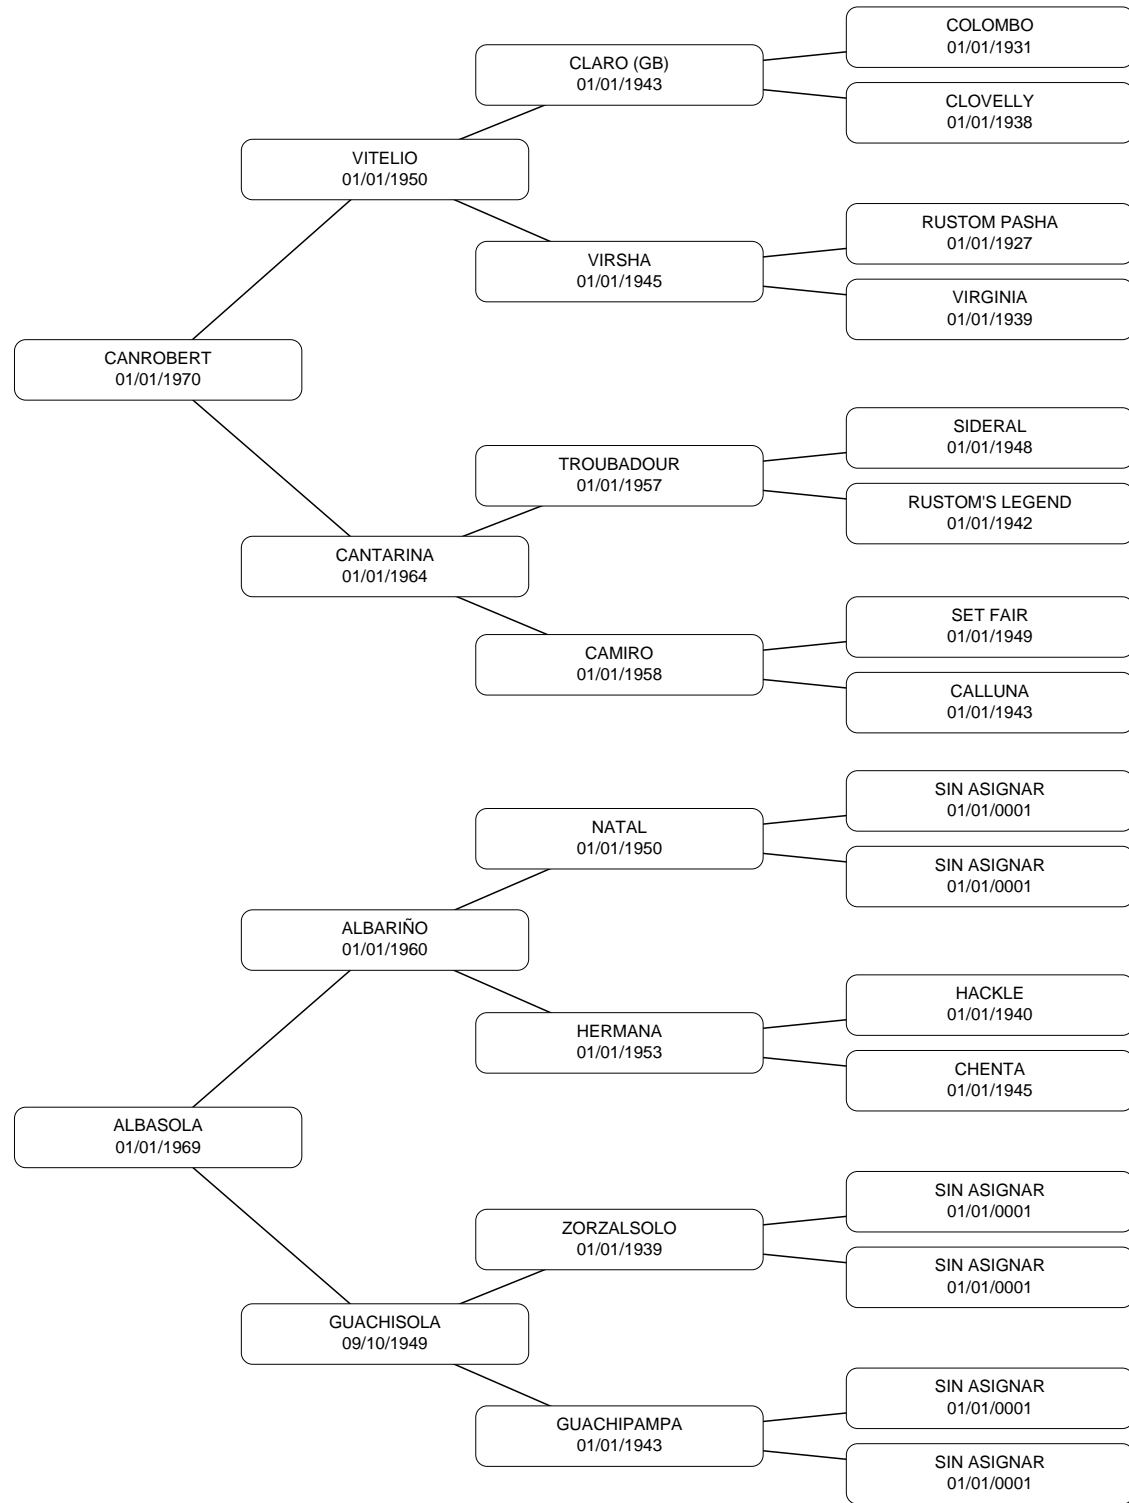 COLOMBO
01/01/1931
CLARO (GB)
01/01/1943
CLOVELLY
01/01/1938
VITELIO
01/01/1950
RUSTOM PASHA
01/01/1927
VIRSHA
01/01/1945
VIRGINIA
01/01/1939
CANROBERT
01/01/1970
SIDERAL
01/01/1948
TROUBADOUR
01/01/1957
RUSTOM'S LEGEND
01/01/1942
CANTARINA
01/01/1964
SET FAIR
01/01/1949
CAMIRO
01/01/1958
CALLUNA
01/01/1943
SIN ASIGNAR
01/01/0001
NATAL
01/01/1950
SIN ASIGNAR
01/01/0001
ALBARIÑO
01/01/1960
HACKLE
01/01/1940
HERMANA
01/01/1953
CHENTA
01/01/1945
ALBASOLA
01/01/1969
SIN ASIGNAR
01/01/0001
ZORZALSOLO
01/01/1939
SIN ASIGNAR
01/01/0001
GUACHISOLA
09/10/1949
SIN ASIGNAR
01/01/0001
GUACHIPAMPA
01/01/1943
SIN ASIGNAR
01/01/0001